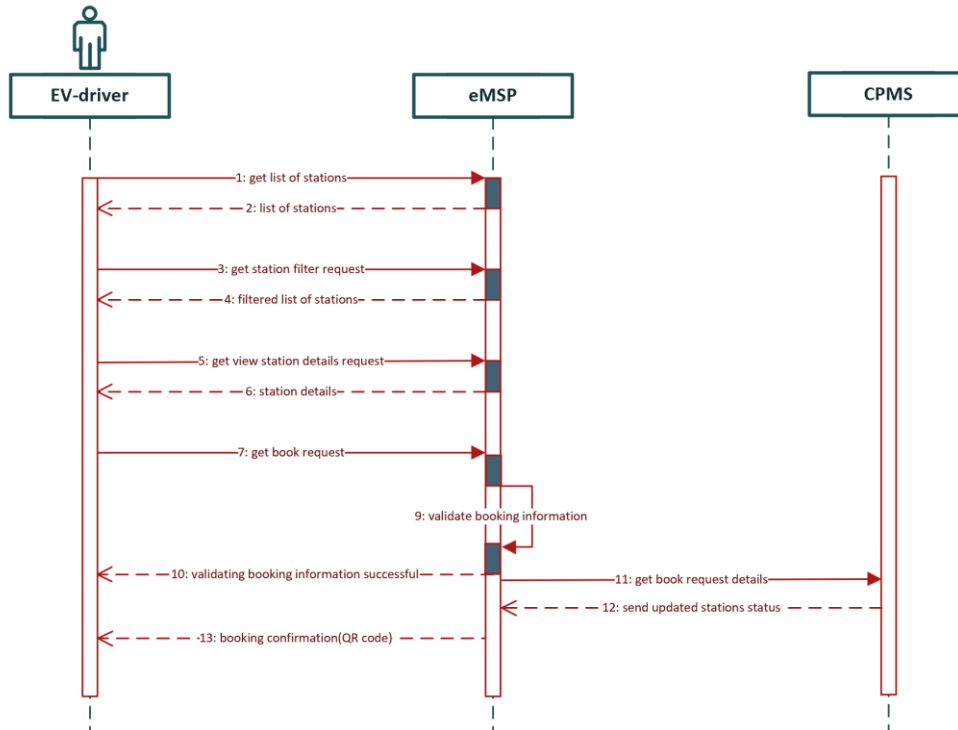 EV-driver
eMSP
CPMS
1: get list of stations
2: list of stations
3: get station filter request
4: filtered list of stations
5: get view station details request
6: station details
7: get book request
9: validate booking information
10: validating booking information successful
11: get book request details
12: send updated stations status
13: booking confirmation(QR code)